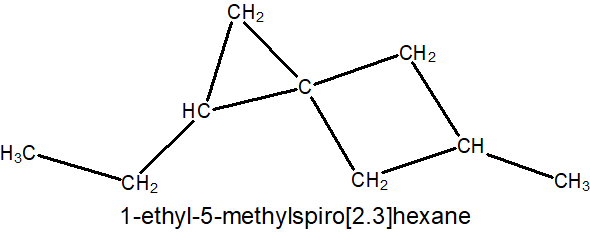 CH2
CH2
C
HC
CH
H3C
CH2
CH2
CH3
1-ethyl-5-methylspiro[2.3]hexane